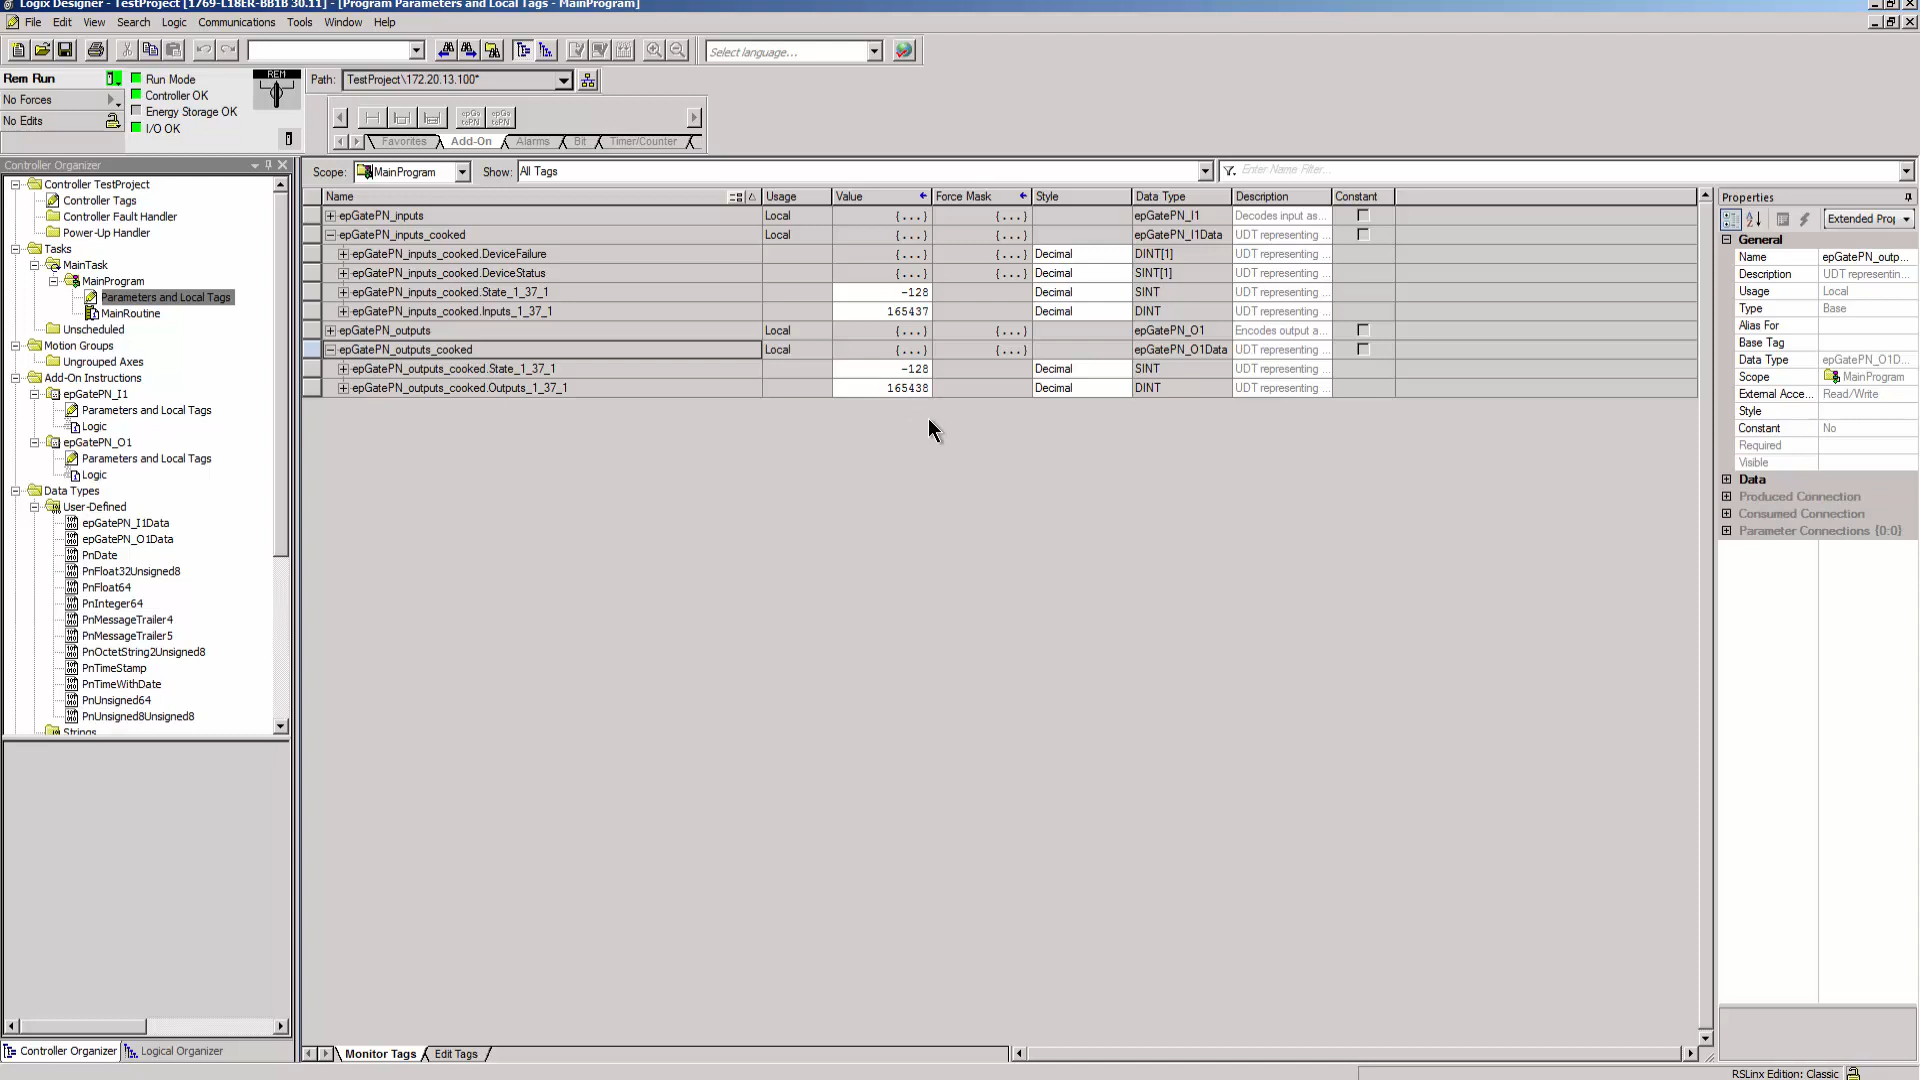 Logix Designer - TestProject [1769-L18ER-BB1B 30.11] - [Program Parameters and Local Tags - MainProgram]
File Edit View Search Logic Communications Tools Window Help
Select language...
Rem Run
Run Mode
REM
Path: TestProject\172.20.13.100*
No Forces
Controller OK
Energy Storage OK
No Edits
I/O OK
Favorites Add-On Alarms Bit Timer/Counter
Controller Organizer
Scope: MainProgram Show: All Tags Enter Name Filter...
Name Usage Value Force Mask Style Data Type Description Constant
epGatePN_inputs Local {...} {...} epGatePN_I1 Decodes input as...
epGatePN_inputs_cooked Local {...} {...} epGatePN_I1Data UDT representing ...
epGatePN_inputs_cooked.DeviceFailure {...} {...} Decimal DINT[1] UDT representing ...
epGatePN_inputs_cooked.DeviceStatus {...} {...} Decimal SINT[1] UDT representing ...
epGatePN_inputs_cooked.State_1_37_1 -128 Decimal SINT UDT representing ...
epGatePN_inputs_cooked.Inputs_1_37_1 165437 Decimal DINT UDT representing ...
epGatePN_outputs Local {...} {...} epGatePN_O1 Encodes output a...
epGatePN_outputs_cooked Local {...} {...} epGatePN_O1Data UDT representing ...
epGatePN_outputs_cooked.State_1_37_1 -128 Decimal SINT UDT representing ...
epGatePN_outputs_cooked.Outputs_1_37_1 165438 Decimal DINT UDT representing ...
Controller TestProject
Controller Tags
Controller Fault Handler
Power-Up Handler
Tasks
MainTask
MainProgram
Parameters and Local Tags
MainRoutine
Unscheduled
Motion Groups
Ungrouped Axes
Add-On Instructions
epGatePN_I1
Parameters and Local Tags
Logic
epGatePN_O1
Parameters and Local Tags
Logic
Data Types
User-Defined
epGatePN_I1Data
epGatePN_O1Data
PnDate
PnFloat32Unsigned8
PnFloat64
PnInteger64
PnMessageTrailer4
PnMessageTrailer5
PnOctetString2Unsigned8
PnTimeStamp
PnTimeWithDate
PnUnsigned64
PnUnsigned8Unsigned8
Strings
Properties
Extended Prop
General
Name epGatePN_outp...
Description UDT representin...
Usage Local
Type Base
Alias For
Base Tag
Data Type epGatePN_O1D...
Scope MainProgram
External Acce... Read/Write
Style
Constant No
Required
Visible
Data
Produced Connection
Consumed Connection
Parameter Connections {0:0}
Controller Organizer Logical Organizer
Monitor Tags Edit Tags
RSLinx Edition: Classic